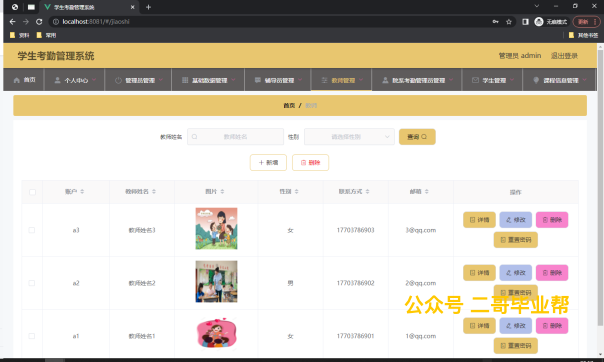 学生考勤管理系统
localhost:8081/#/jiaoshi
无痕模式
更新
资料 常用
其他书签
学生考勤管理系统
管理员 admin 退出登录
首页 个人中心 管理员管理 基础数据管理 辅导员管理 教师管理 院系考勤管理员管理 学生管理 课程信息管理
首页 / 教师
教师姓名 教师姓名 性别 请选择性别 查询
+ 新增 删除
账户 教师姓名 图片 性别 联系方式 邮箱 操作
a3 教师姓名3 女 17703786903 3@qq.com 详情 修改 删除
重置密码
a2 教师姓名2 男 17703786902 2@qq.com 详情 修改 删除
重置密码
公众号 二哥毕业帮
a1 教师姓名1 女 17703786901 1@qq.com 详情 修改 删除
重置密码